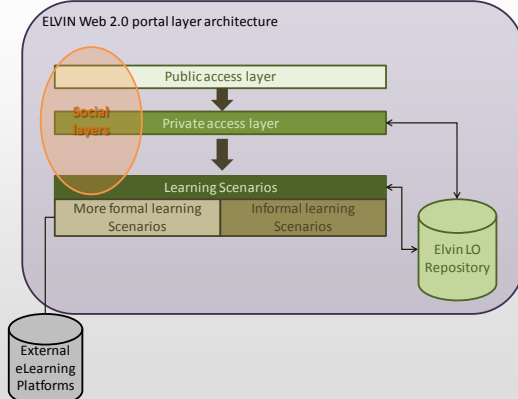 ELVIN Web 2.0 portal layer architecture
Public access layer
Social
layers
Private access layer
Learning Scenarios
More formal learning
Scenarios
Informal learning
Scenarios
Elvin LO
Repository
External
eLearning
Platforms